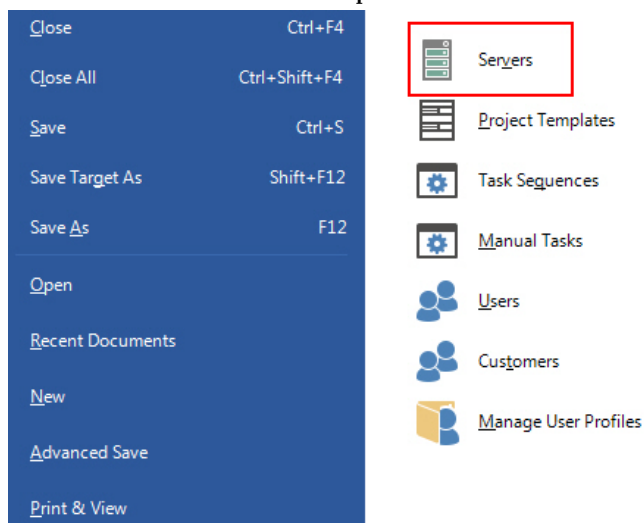 Close Ctrl+F4
Close All Ctrl+Shift+F4
Save Ctrl+S
Save Target As Shift+F12
Save As F12
Open
Recent Documents
New
Advanced Save
Print & View
Servers
Project Templates
Task Sequences
Manual Tasks
Users
Customers
Manage User Profiles